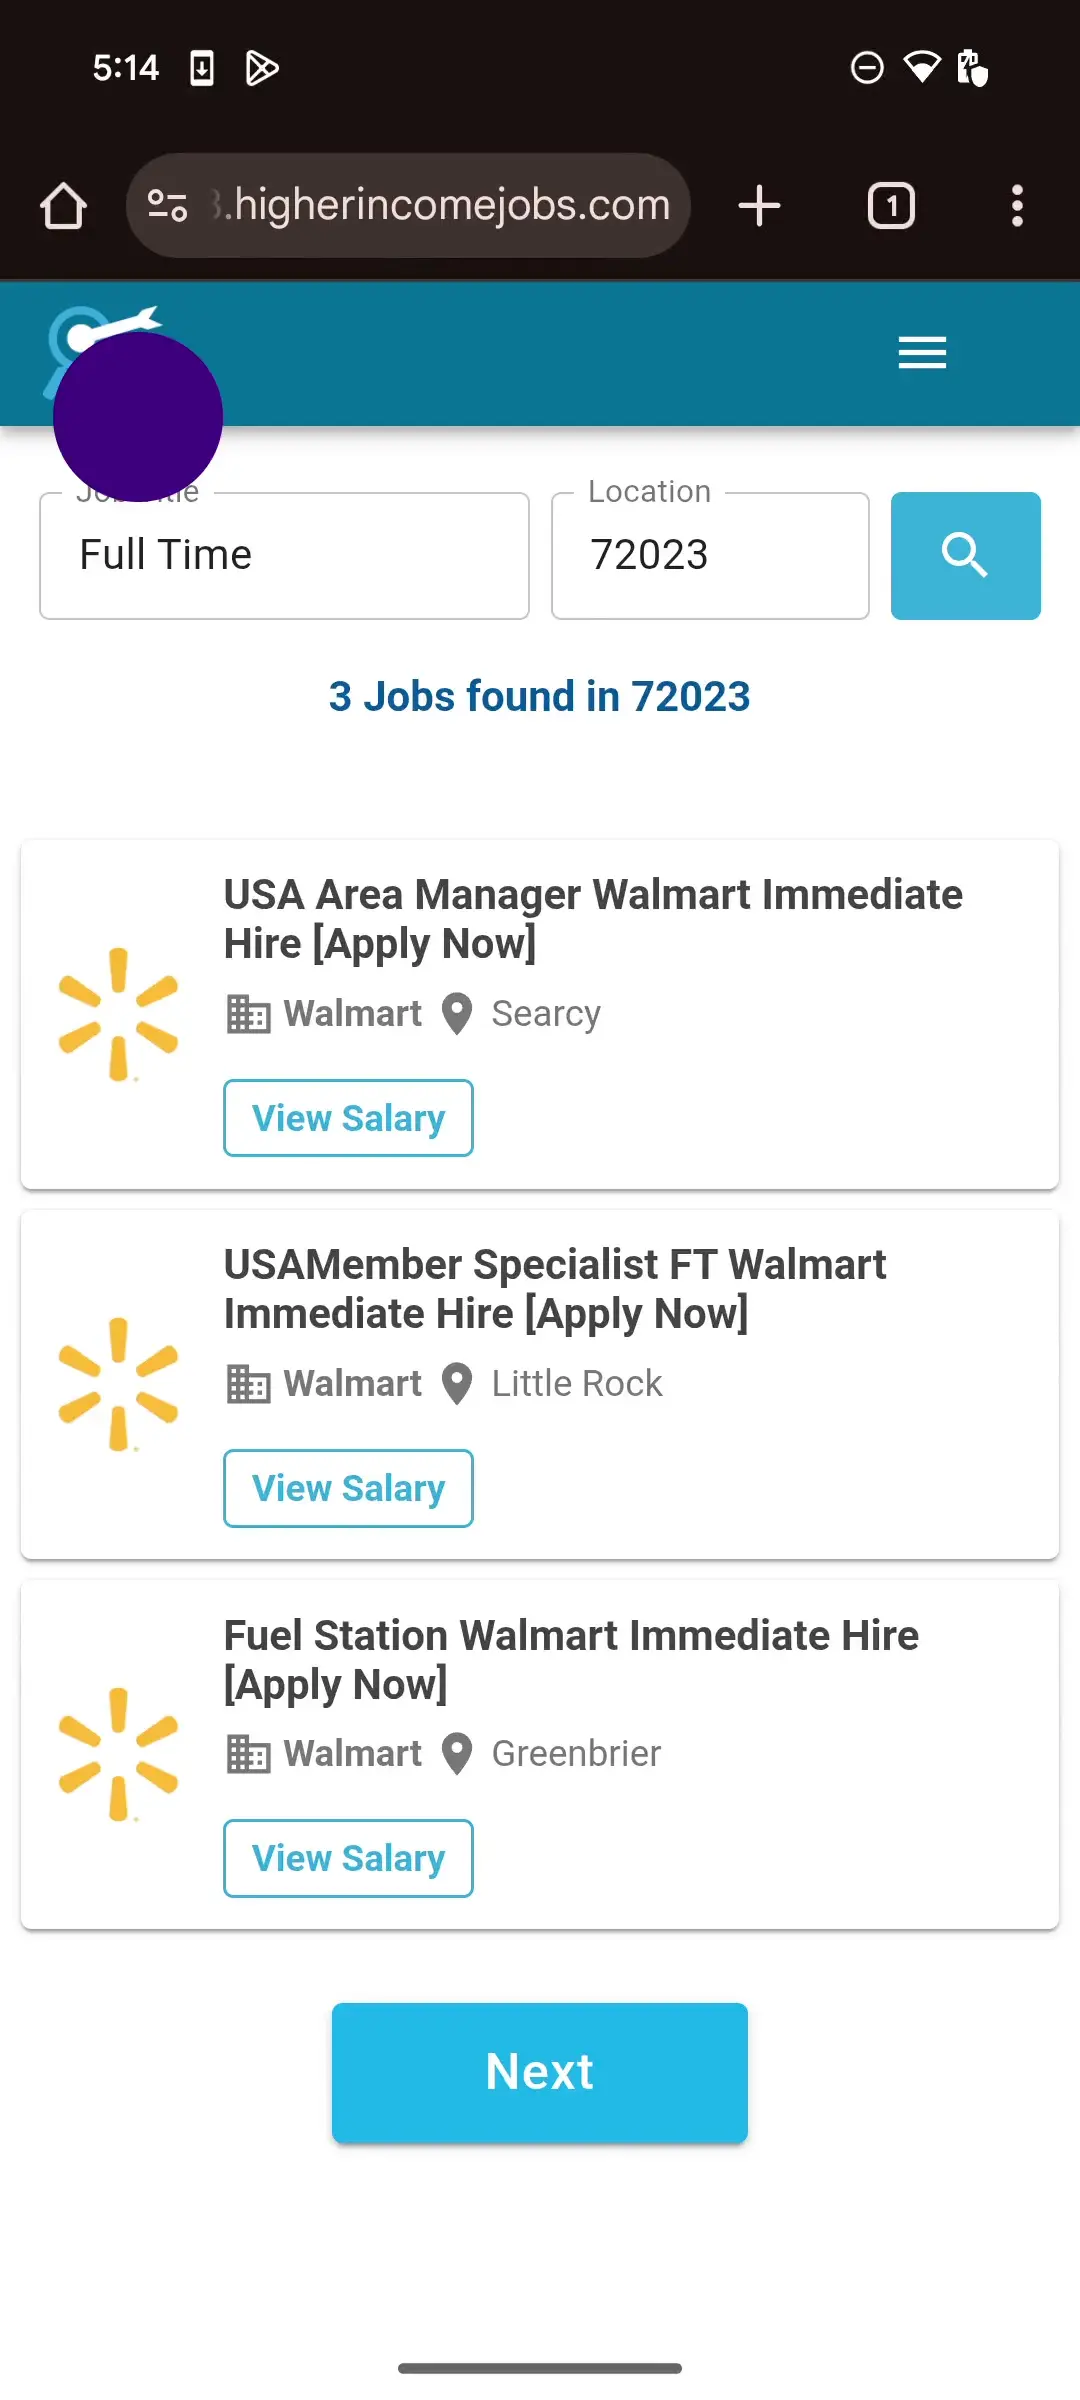 5:14
.higherincomejobs.com
1
Full Time
Location
72023
3 Jobs found in 72023
USA Area Manager Walmart Immediate
Hire [Apply Now]
Walmart Searcy
View Salary
USAMember Specialist FT Walmart
Immediate Hire [Apply Now]
Walmart Little Rock
View Salary
Fuel Station Walmart Immediate Hire
[Apply Now]
Walmart Greenbrier
View Salary
Next